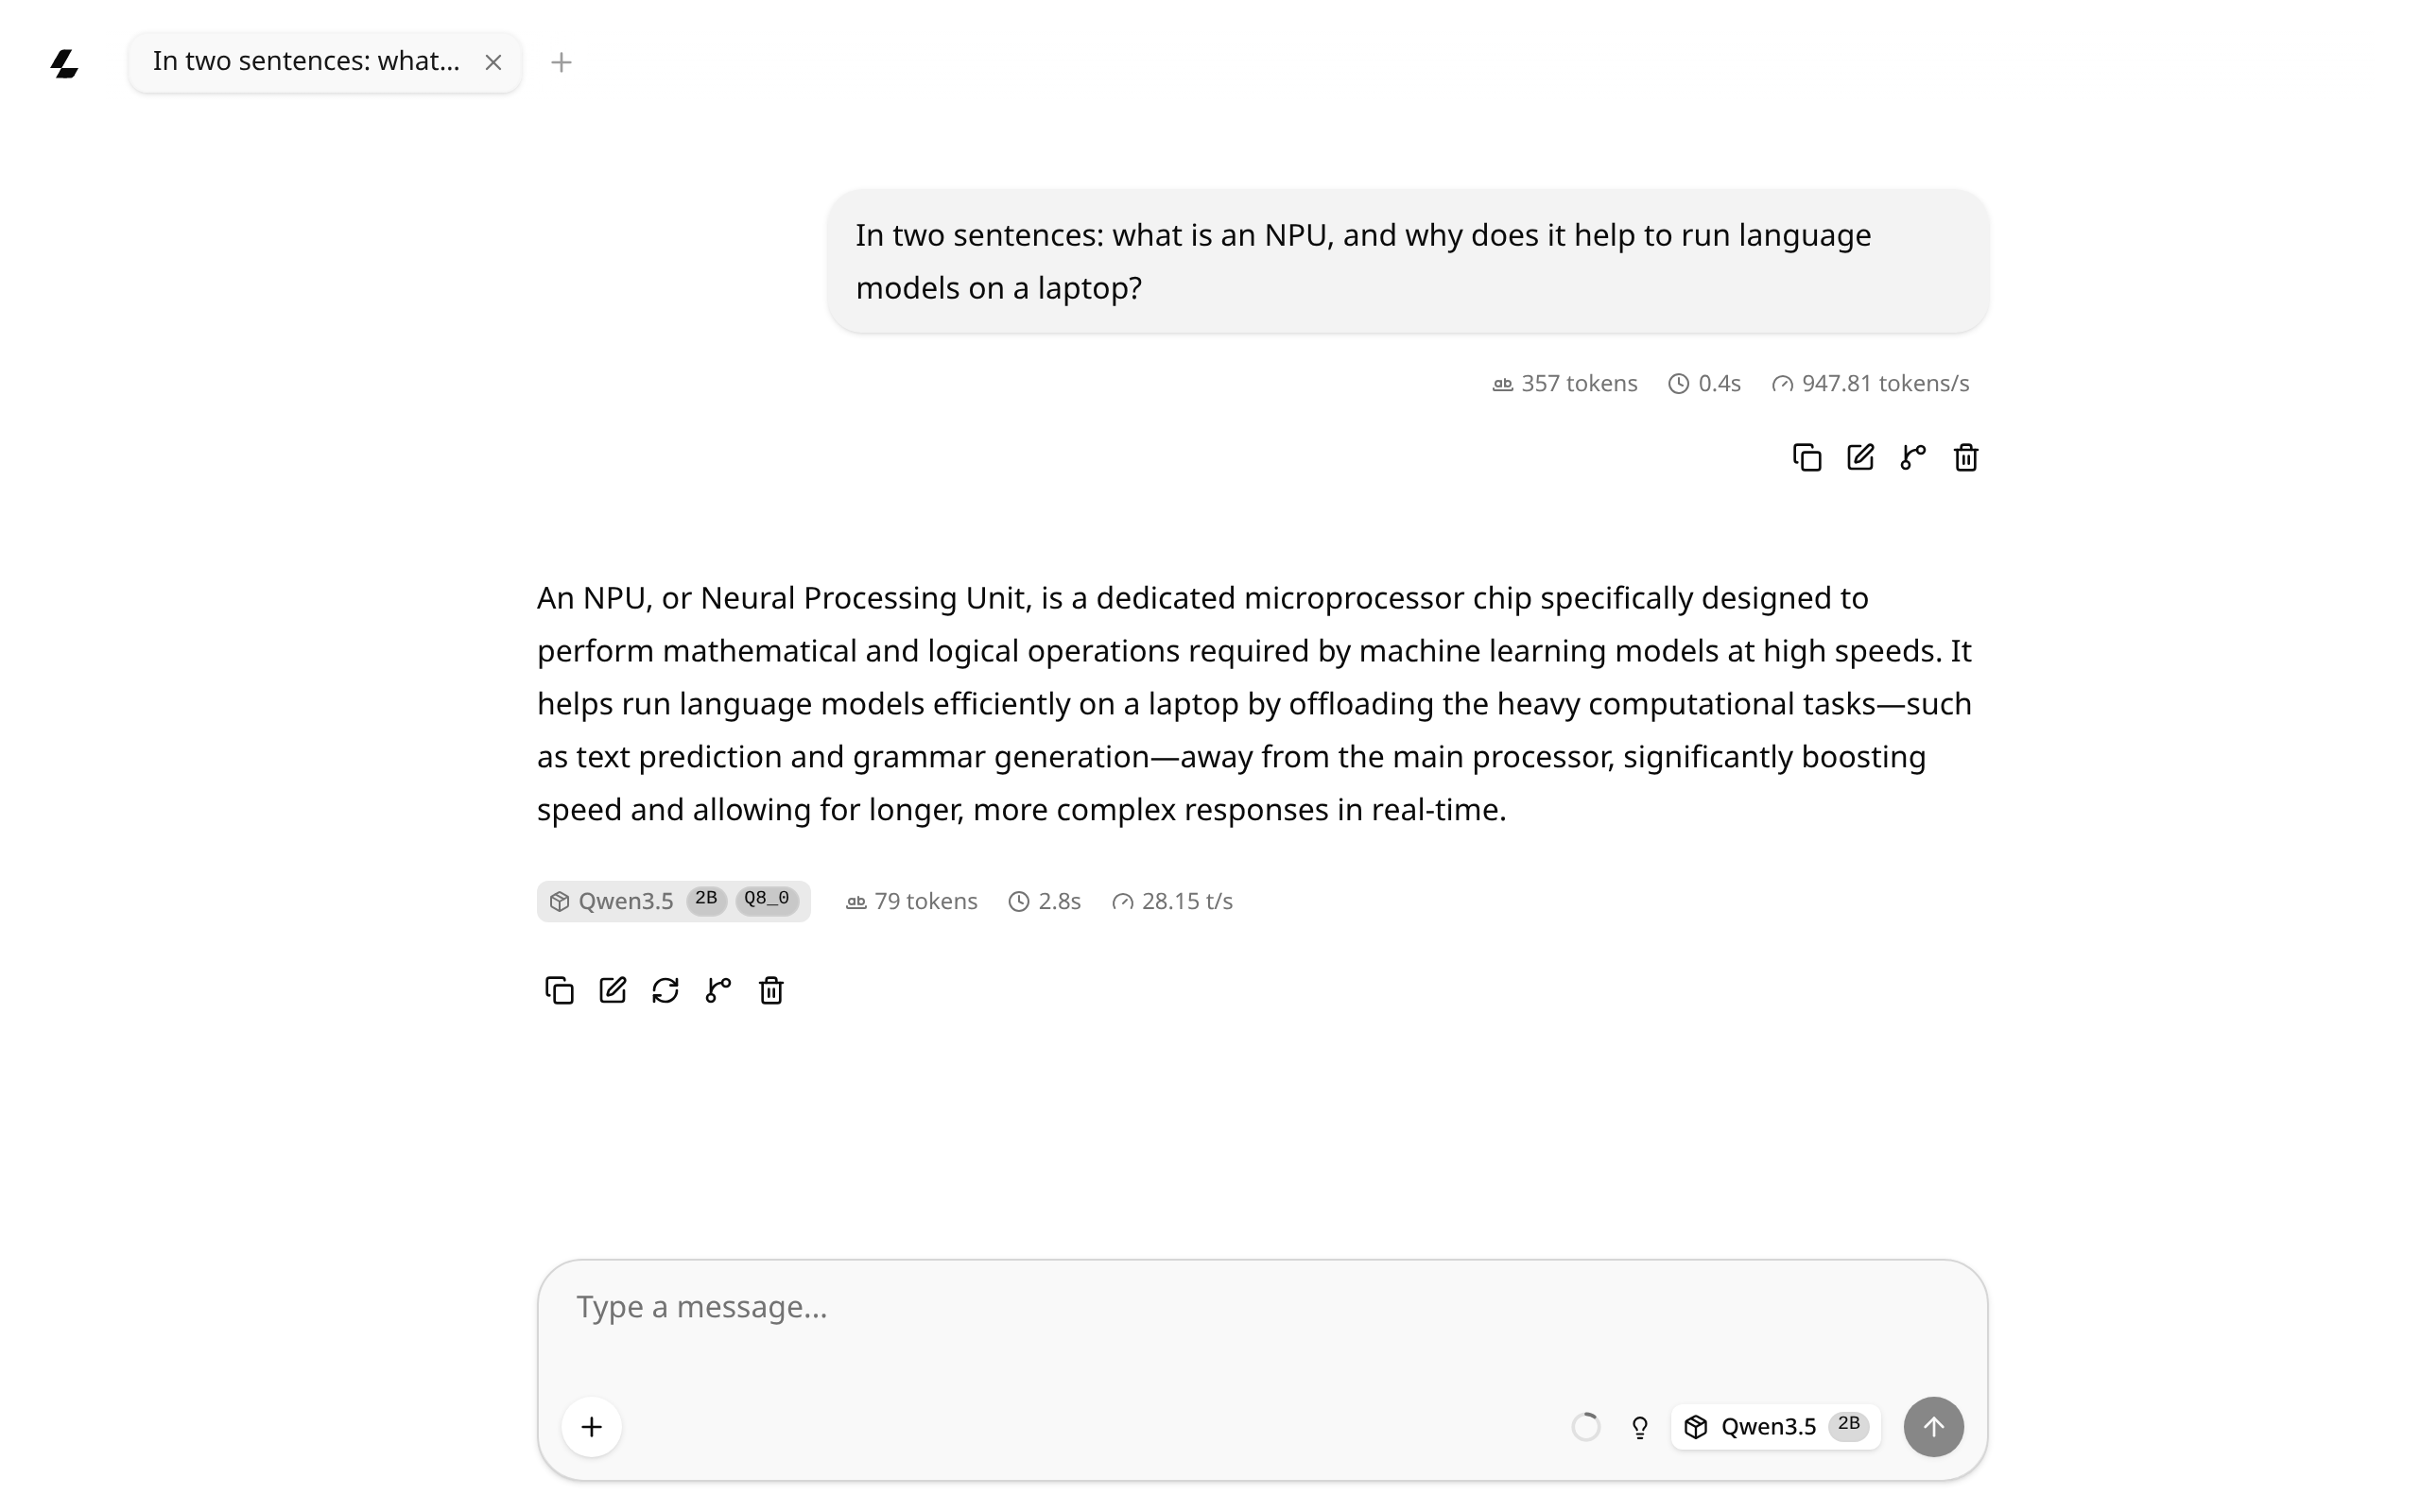 In two sentences: what...
In two sentences: what is an NPU, and why does it help to run language
models on a laptop?
357 tokens 0.4s 947.81 tokens/s
An NPU, or Neural Processing Unit, is a dedicated microprocessor chip specifically designed to
perform mathematical and logical operations required by machine learning models at high speeds. It
helps run language models efficiently on a laptop by offloading the heavy computational tasks—such
as text prediction and grammar generation—away from the main processor, significantly boosting
speed and allowing for longer, more complex responses in real-time.
Qwen3.5 2B Q8_0 79 tokens 2.8s 28.15 t/s
Type a message...
Qwen3.5 2B